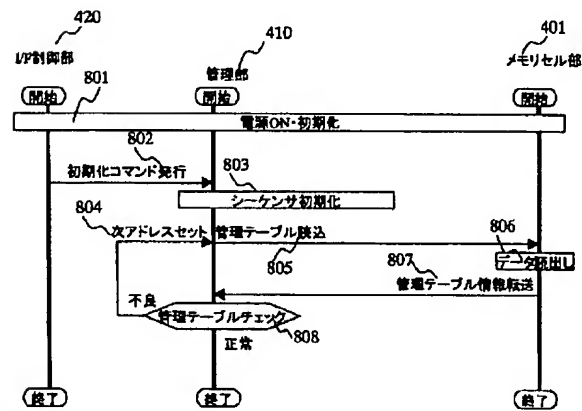 420
410
401
I/F制御部
管理部
メモリセル部
801
開始
開始
開始
電源ON・初期化
802
初期化コマンド発行
803
シーケンサ初期化
804
次アドレスセット
管理テーブル読込
805
806
データ読出し
807
管理テーブル情報転送
不良
管理テーブルチェック
808
正常
終了
終了
終了